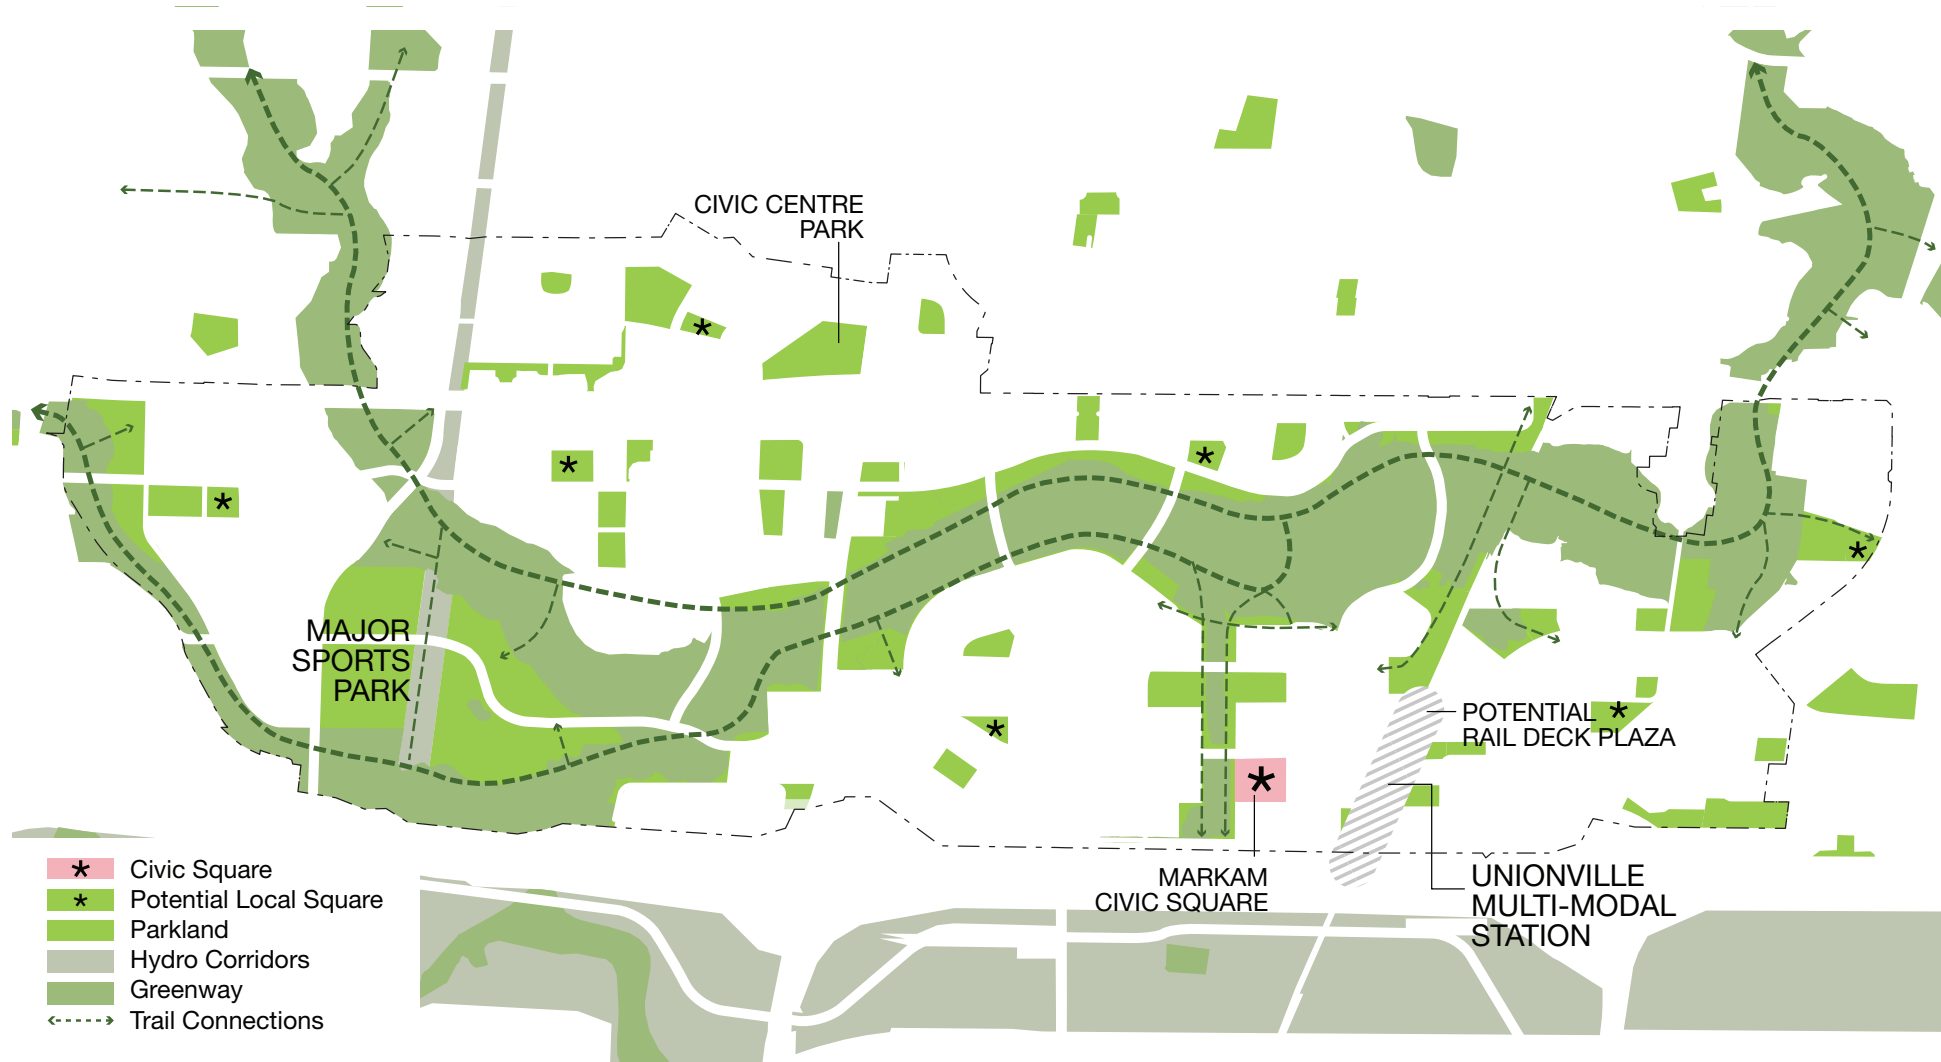 CIVIC CENTRE
PARK
MAJOR
SPORTS
PARK
POTENTIAL
RAIL DECK PLAZA
MARKAM
CIVIC SQUARE
UNIONVILLE
MULTI-MODAL
STATION
Civic Square
Potential Local Square
Parkland
Hydro Corridors
Greenway
Trail Connections